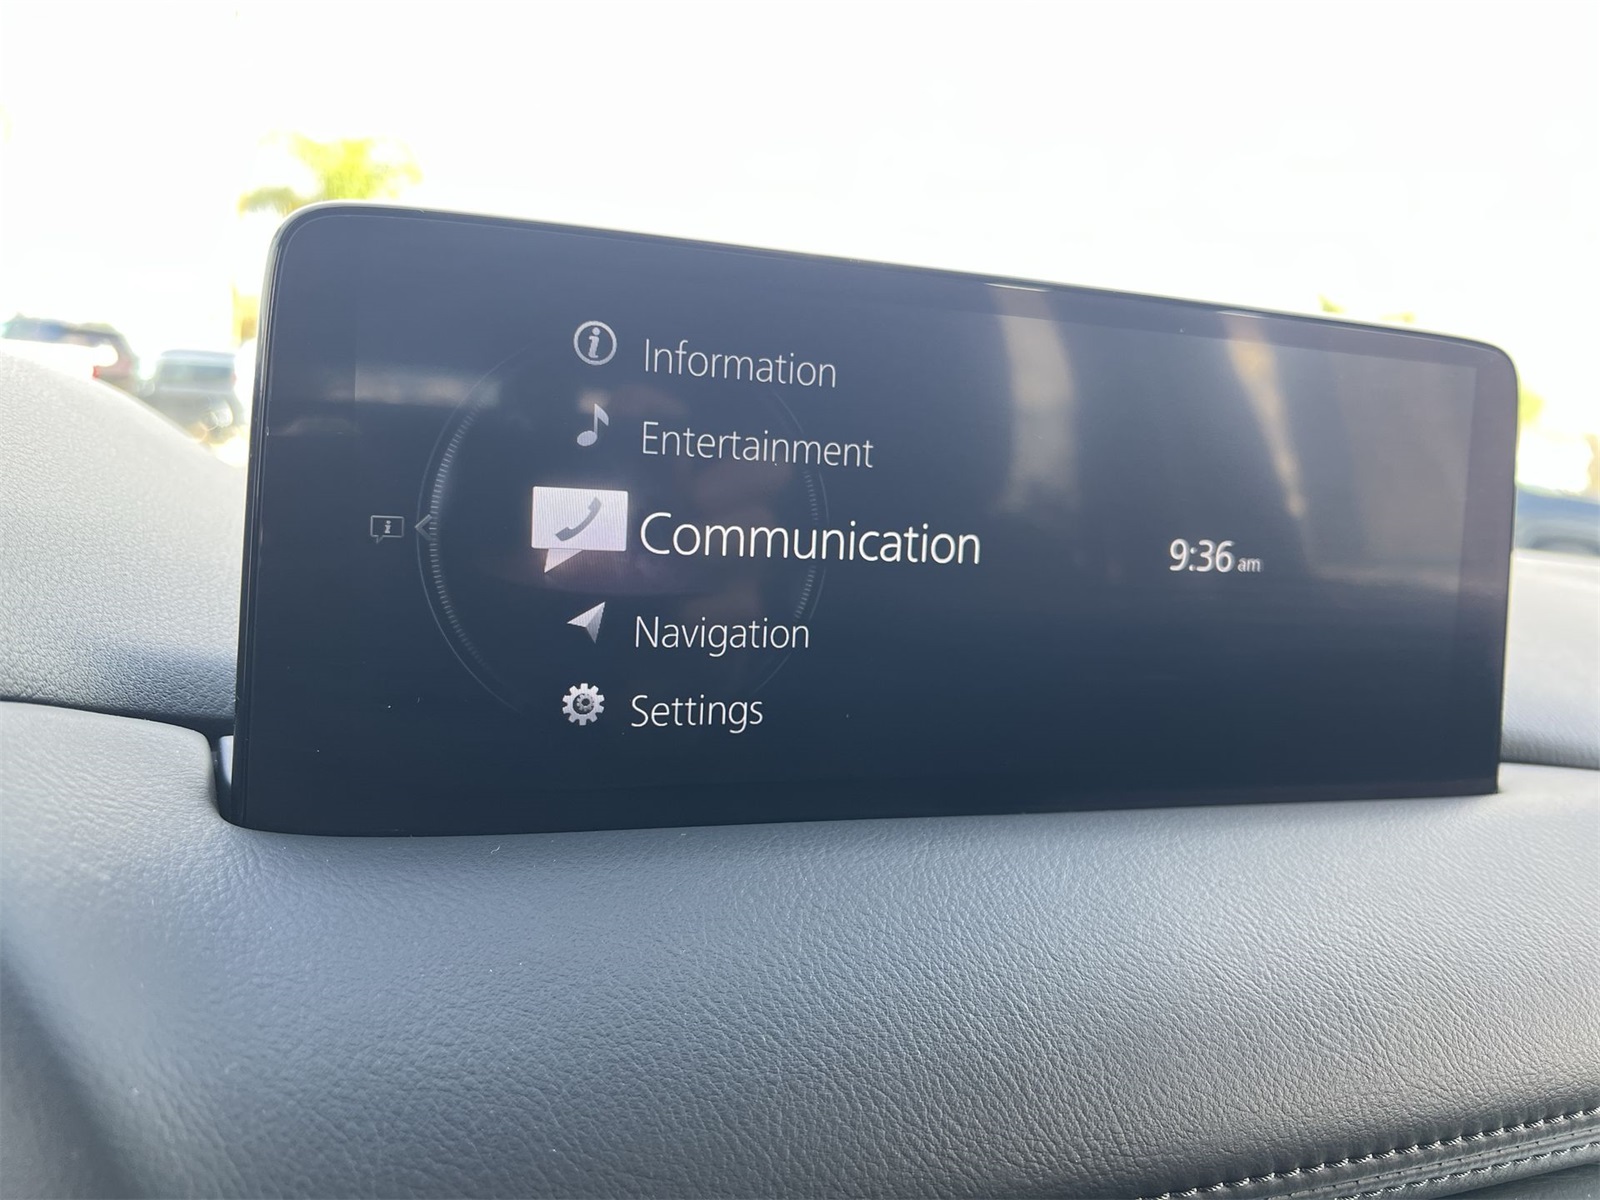 Information
Entertainment
Communication
9:36 am
Navigation
Settings